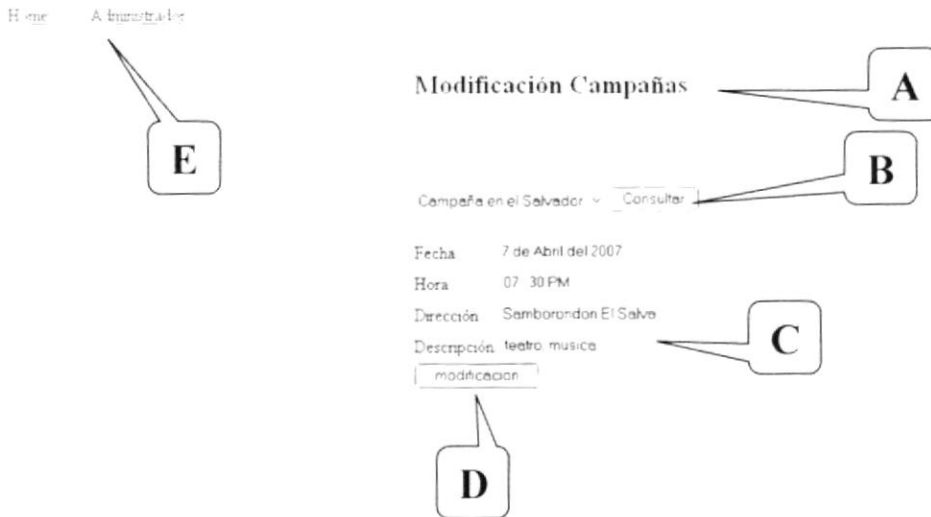 Home Administrador
Modificación Campañas
A
E
B
Campaña en el Salvador Consultar
Fecha 7 de Abril del 2007
Hora 07 30 PM
Dirección Samborondon El Salva
Descripción teatro musica
C
modificacion
D